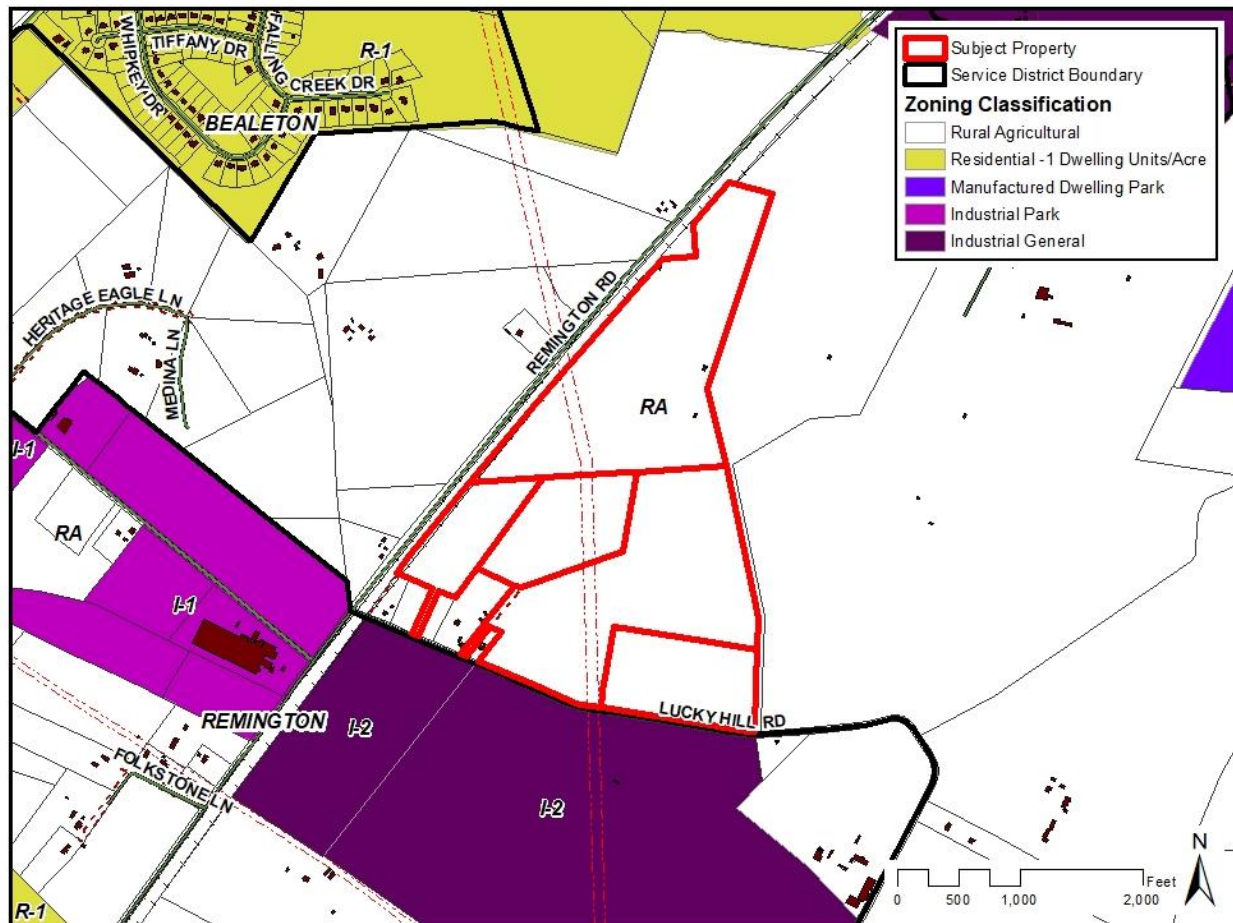 WHIPKEY DR
TIFFANY DR
FALLING CREEK DR
R-1
BEALETON
Subject Property
Service District Boundary
Zoning Classification
Rural Agricultural
Residential -1 Dwelling Units/Acre
Manufactured Dwelling Park
Industrial Park
Industrial General
HERITAGE EAGLE LN
MEDINA LN
REMINGTON RD
RA
I-1
RA
I-1
REMINGTON
I-2
LUCKY HILL RD
FOLKSTONE LN
I-2
R-1
N
Feet
0 500 1,000 2,000